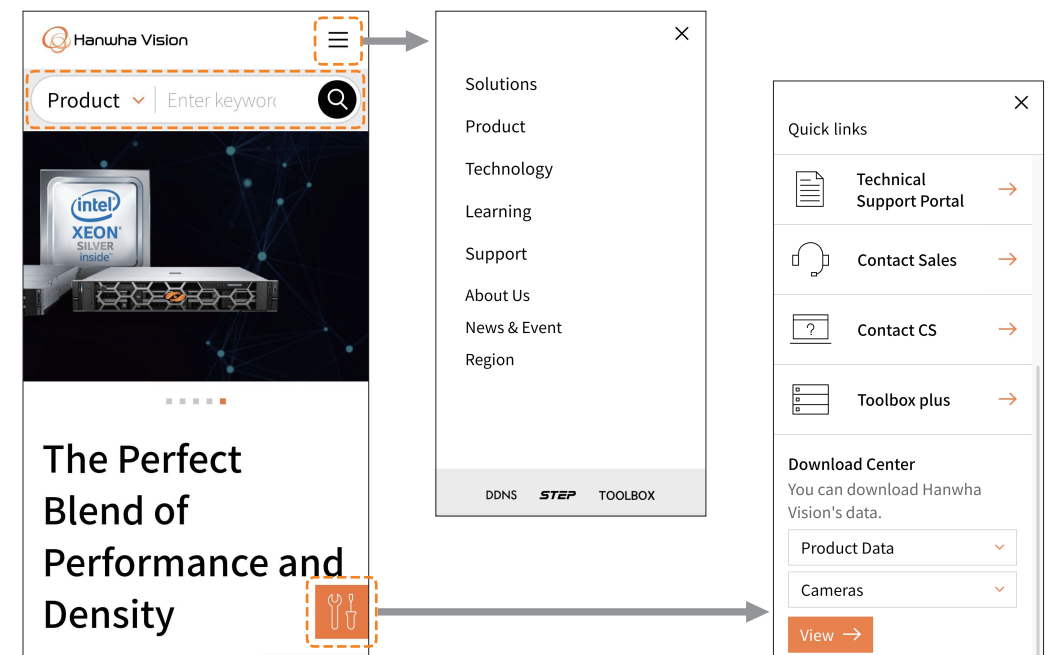 Hanwha Vision
Product
Enter keywor
intel
XEON
SILVER
inside
The Perfect
Blend of
Performance and
Density
Solutions
Product
Technology
Learning
Support
About Us
News & Event
Region
DDNS STEP TOOLBOX
Quick links
Technical
Support Portal
Contact Sales
?
Contact CS
Toolbox plus
Download Center
You can download Hanwha
Vision's data.
Product Data
Cameras
View